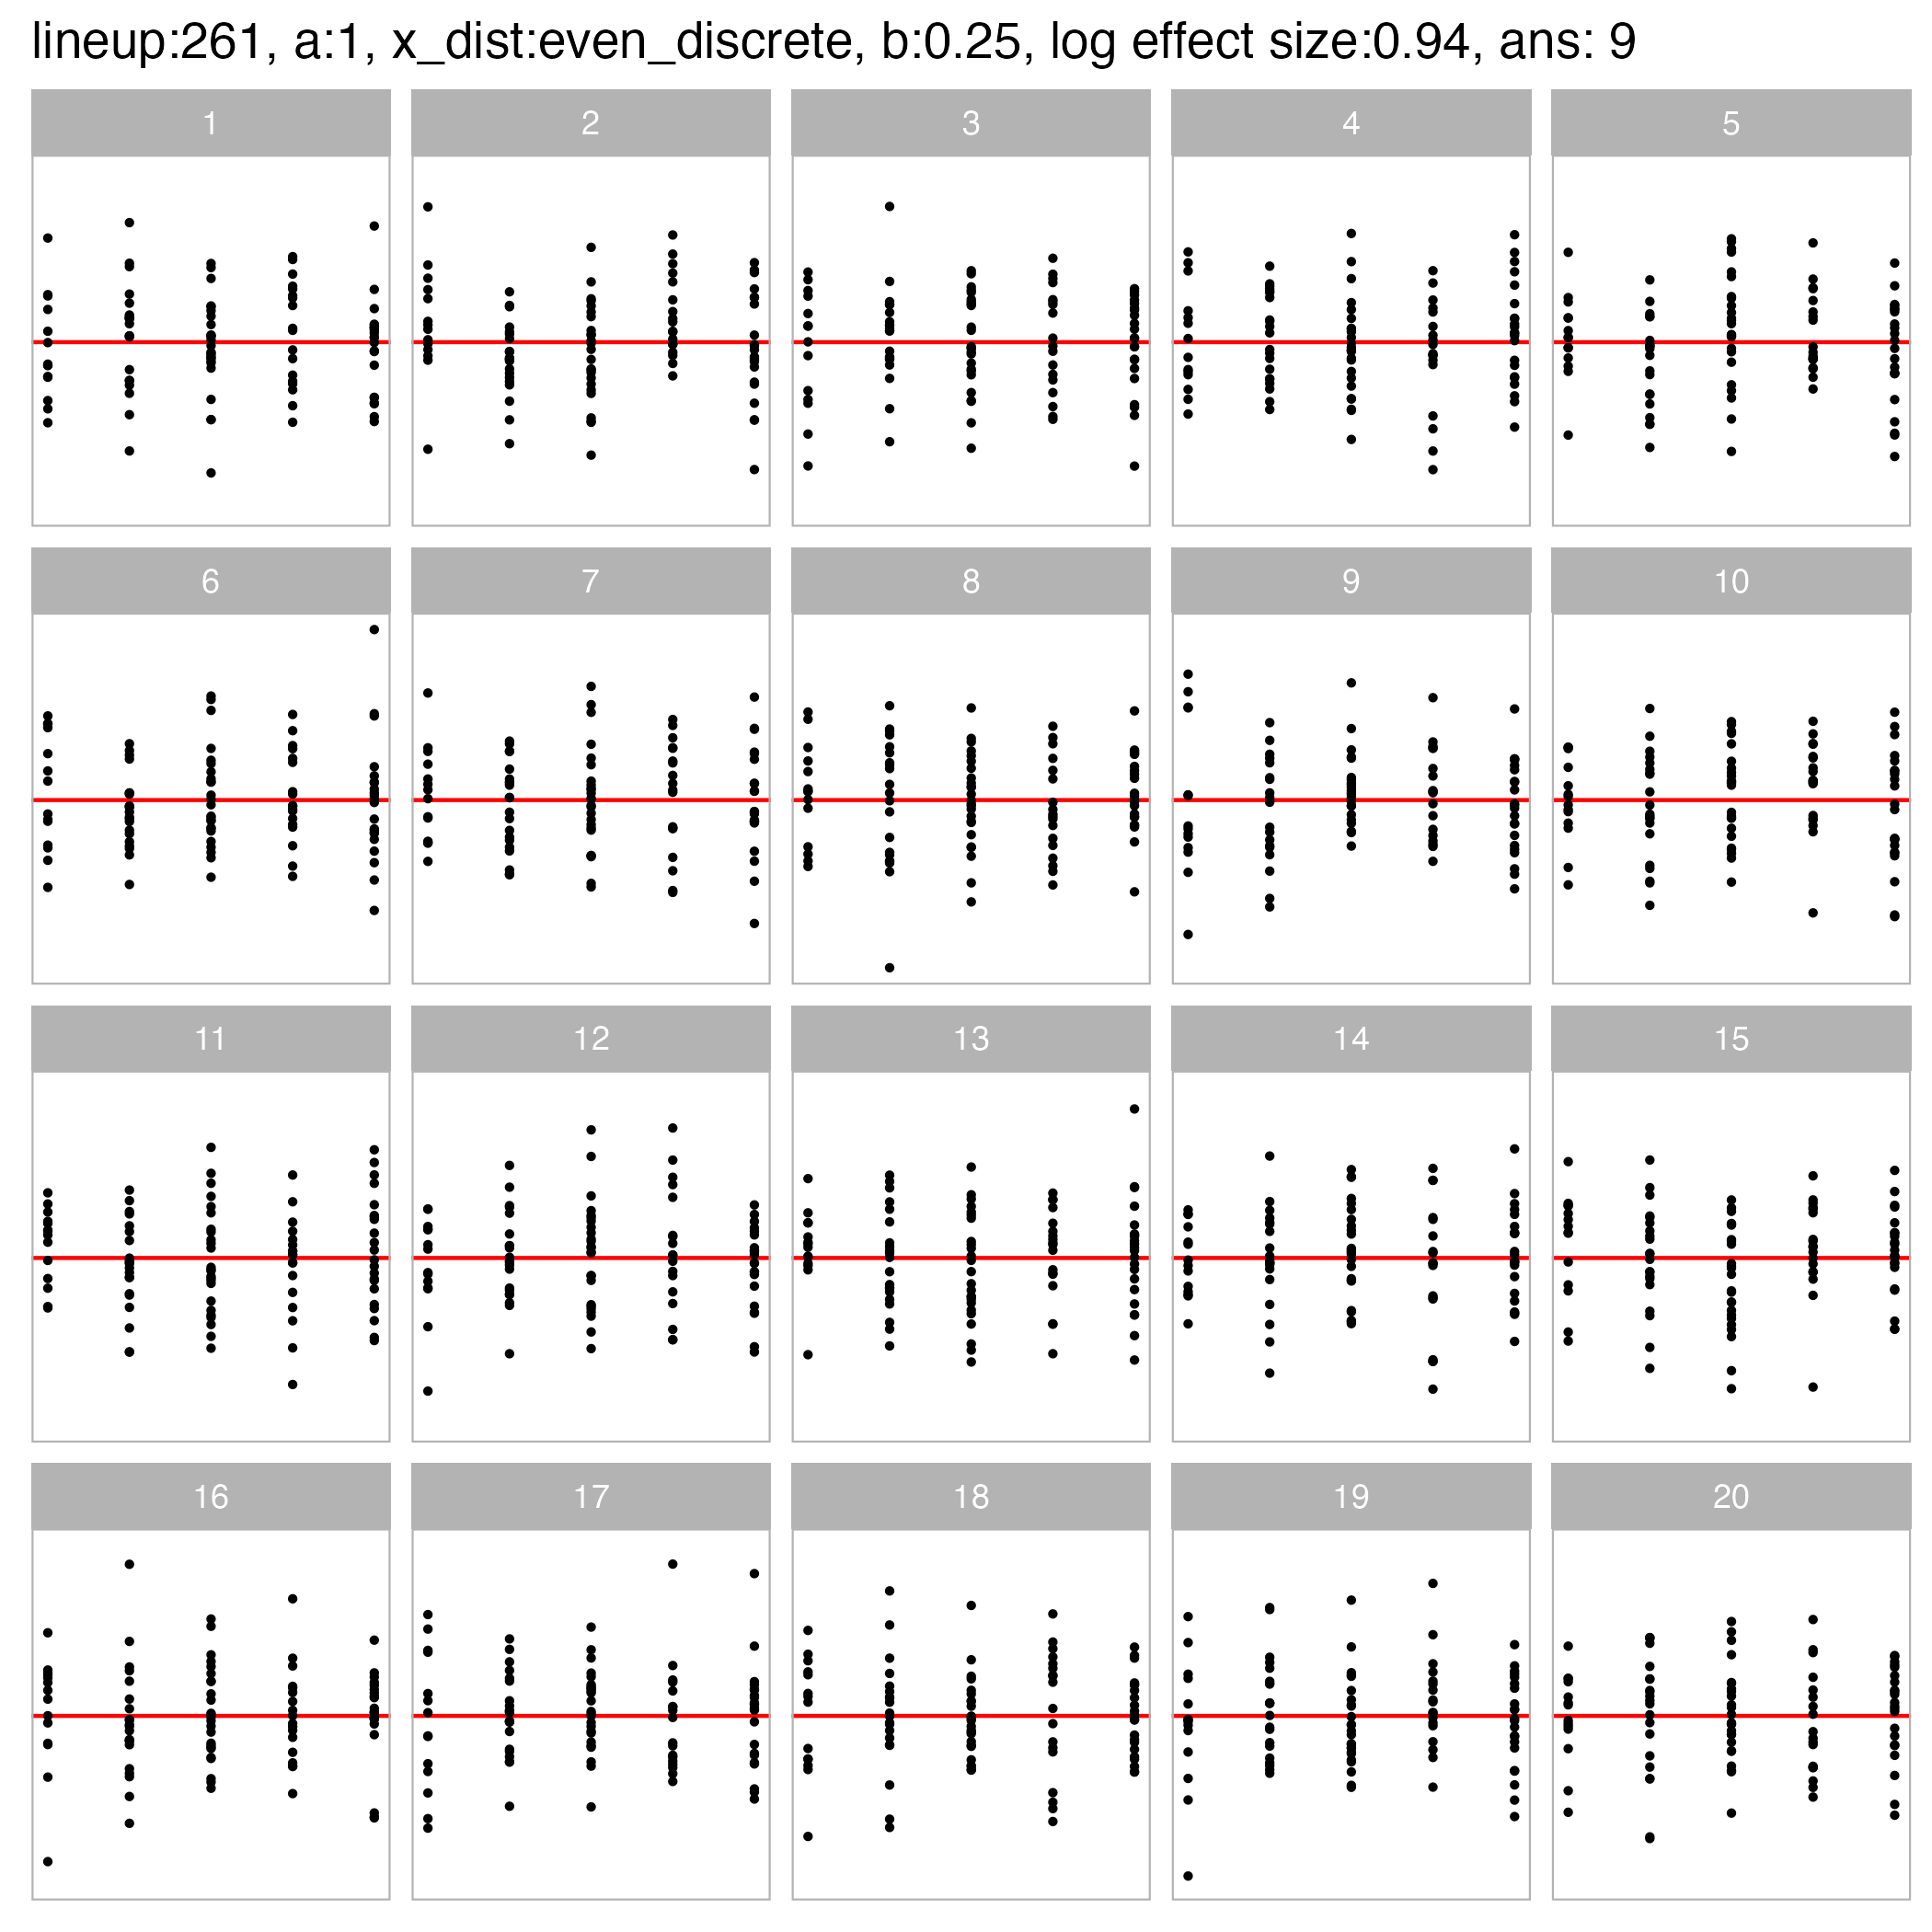 lineup:261, a:1, x_dist:even_discrete, b:0.25, log effect size:0.94, ans: 9
1 2 3 4 5
6 7 8 9 10
11 12 13 14 15
16 17 18 19 20